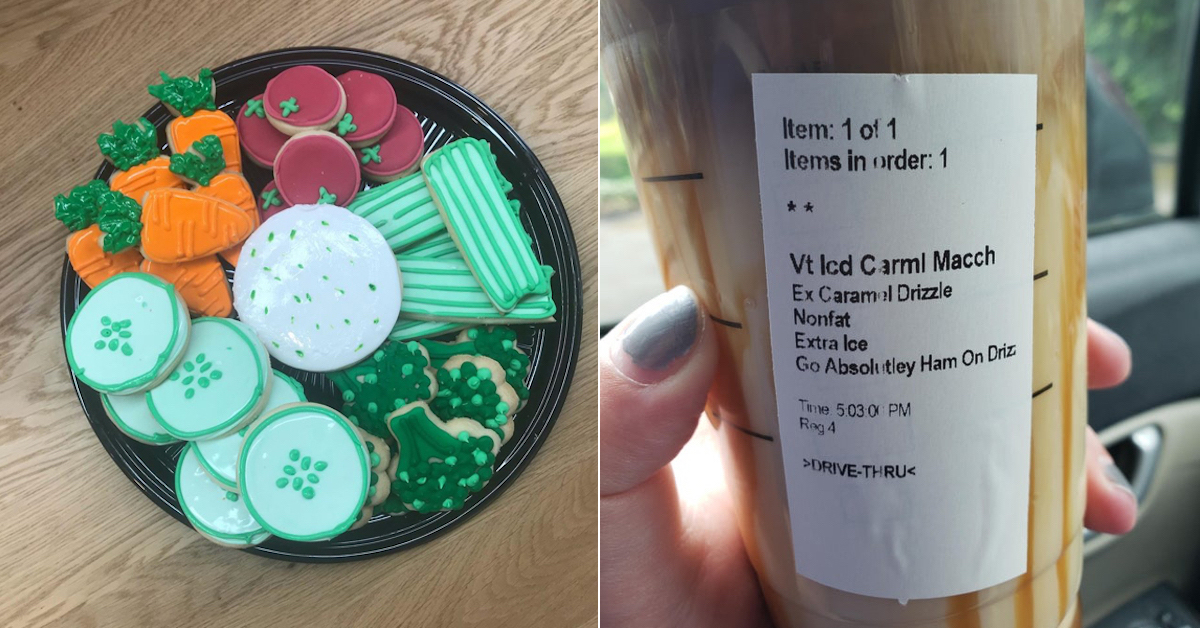 Item: 1 of 1
Items in order: 1
* *
Vt Icd Carml Macch
Ex Caramel Drizzle
Nonfat
Extra Ice
Go Absolutley Ham On Driz
Time: 5:03:00 PM
Reg 4
>DRIVE-THRU<